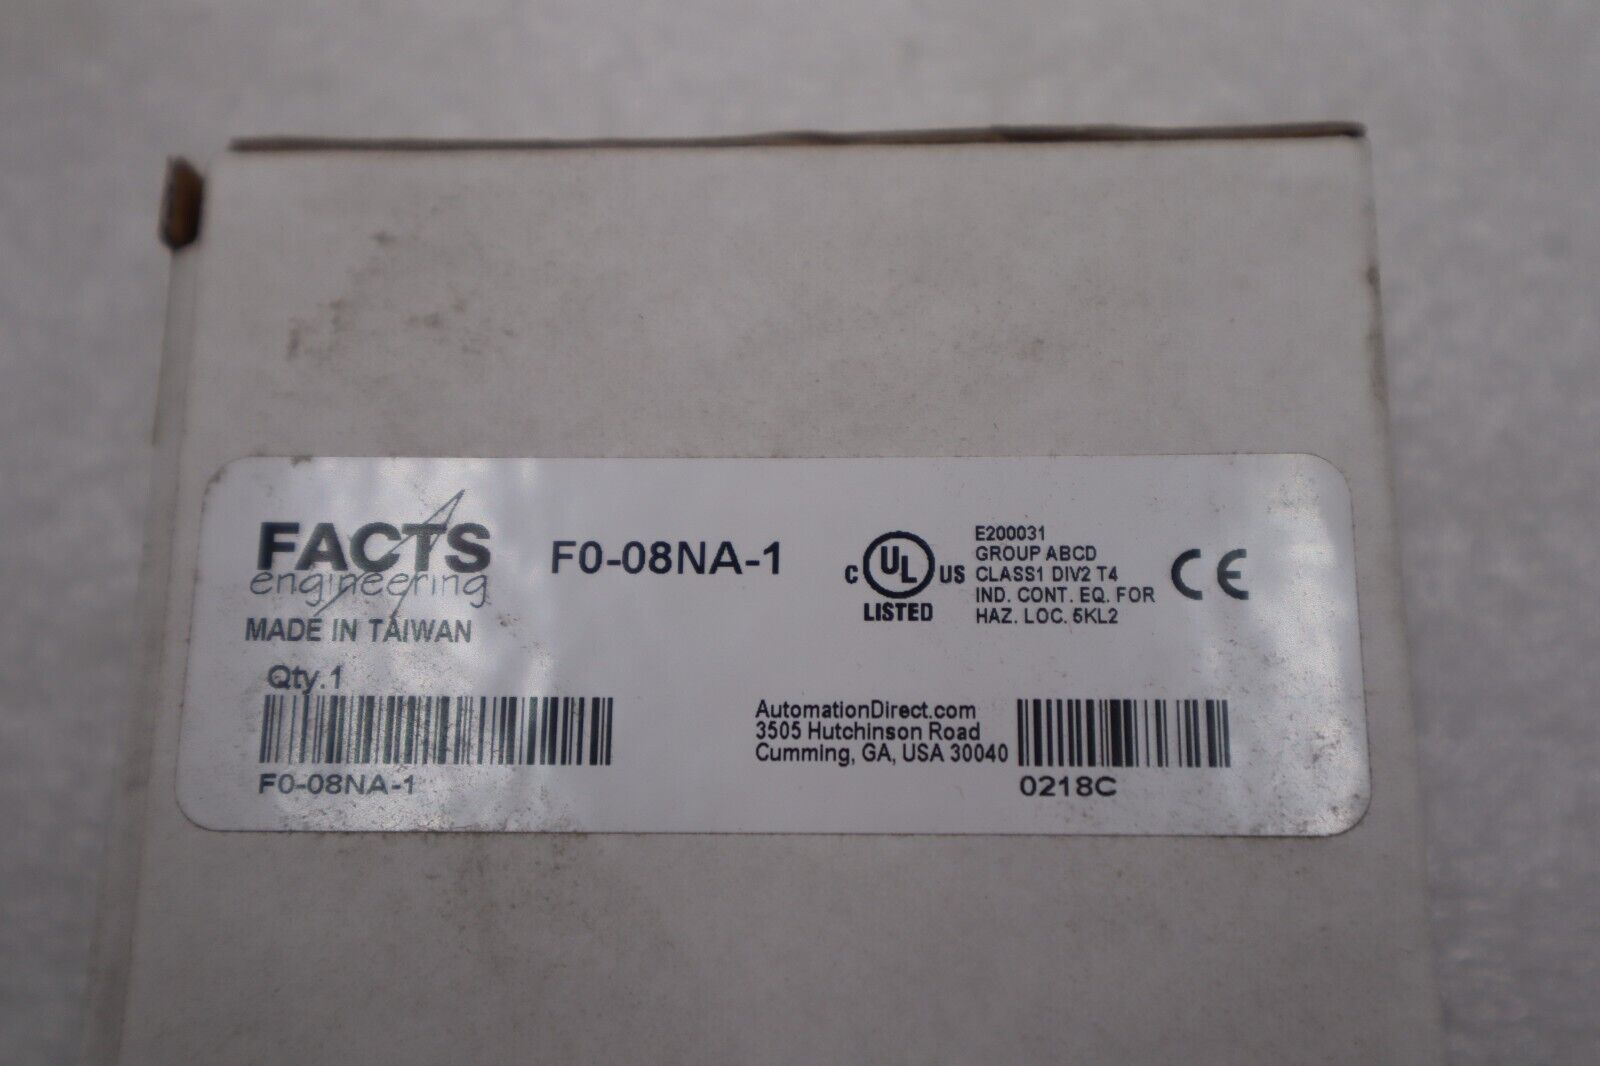 FACTS
engineering
MADE IN TAIWAN
Qty.1
F0-08NA-1
F0-08NA-1
C UL US
LISTED
E200031
GROUP ABCD
CLASS1 DIV2 T4
IND. CONT. EQ. FOR
HAZ. LOC. 5KL2
CE
AutomationDirect.com
3505 Hutchinson Road
Cumming, GA, USA 30040
0218C